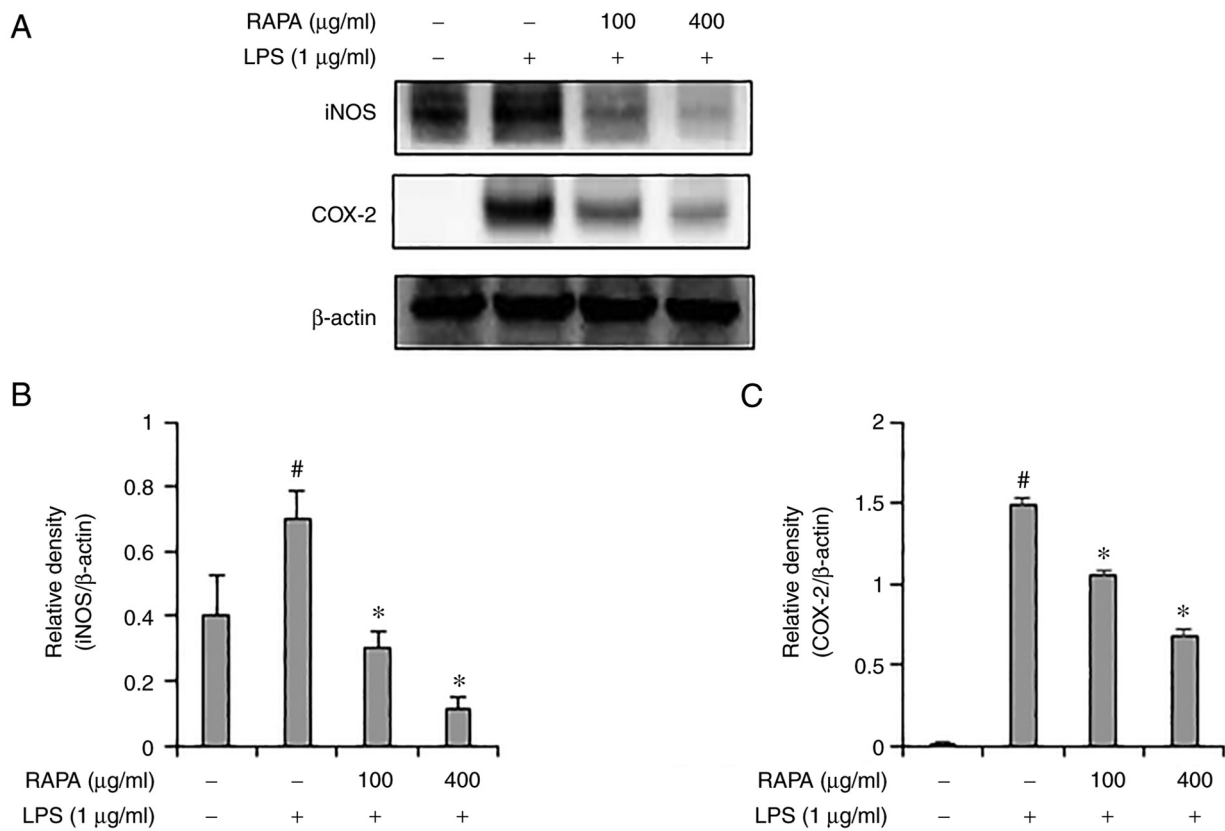 A
RAPA (μg/ml) – – 100 400
LPS (1 μg/ml) – + + +
iNOS
COX-2
β-actin
B
Relative density
(iNOS/β-actin)
1
0.8
0.6
0.4
0.2
0
#
*
*
RAPA (μg/ml) – – 100 400
LPS (1 μg/ml) – + + +
C
Relative density
(COX-2/β-actin)
2
1.5
1
0.5
0
#
*
*
RAPA (μg/ml) – – 100 400
LPS (1 μg/ml) – + + +